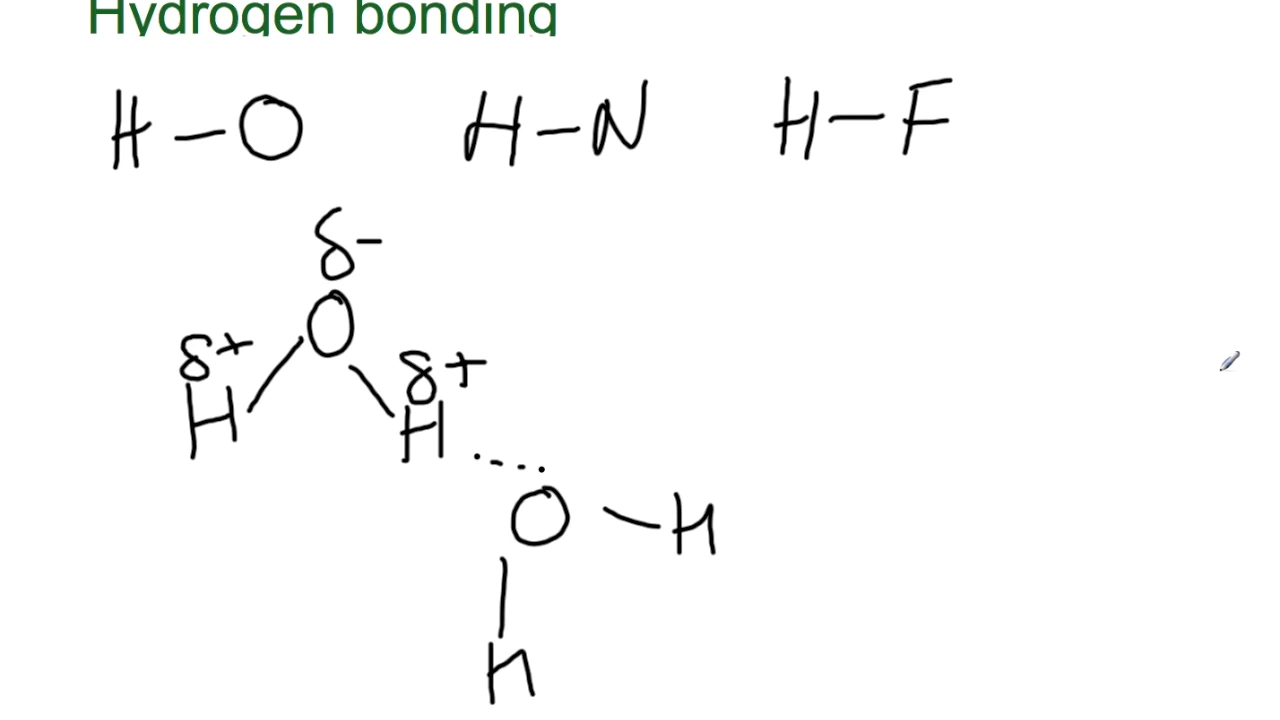 Hydrogen bonding
H-O H-N H-F
δ-
O
δ+ δ+
H H
O-H
H